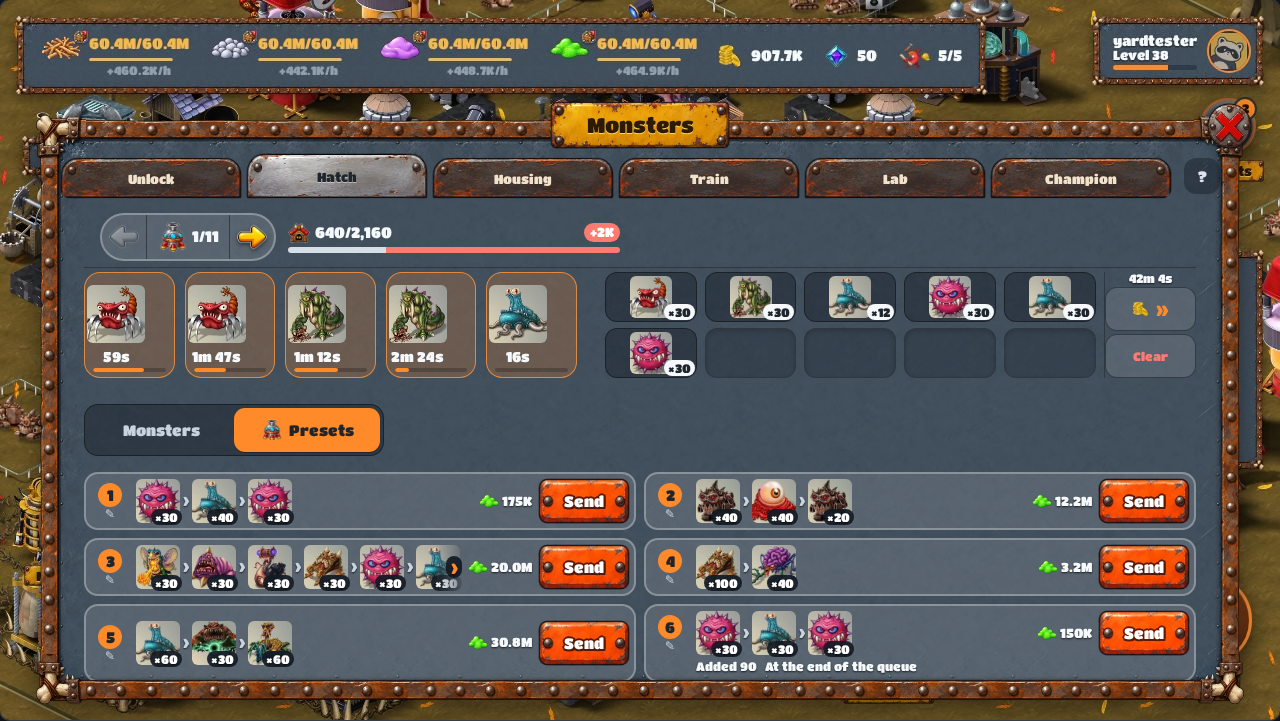 60.4M/60.4M
+460.2K/h
60.4M/60.4M
+442.1K/h
60.4M/60.4M
+448.7K/h
60.4M/60.4M
+464.9K/h
907.7K
50
5/5
yardtester
Level 38
Monsters
Unlock
Hatch
Housing
Train
Lab
Champion
?
1/11
640/2,160
+2K
59s
1m 47s
1m 12s
2m 24s
16s
×30
×30
×12
×30
×30
×30
42m 4s
Clear
Monsters
Presets
1
×30
×40
×30
175K
Send
2
×40
×40
×20
12.2M
Send
3
×30
×30
×30
×30
×30
×30
20.0M
Send
4
×100
×40
3.2M
Send
5
×60
×30
×60
30.8M
Send
6
×30
×30
×30
150K
Send
Added 90 At the end of the queue